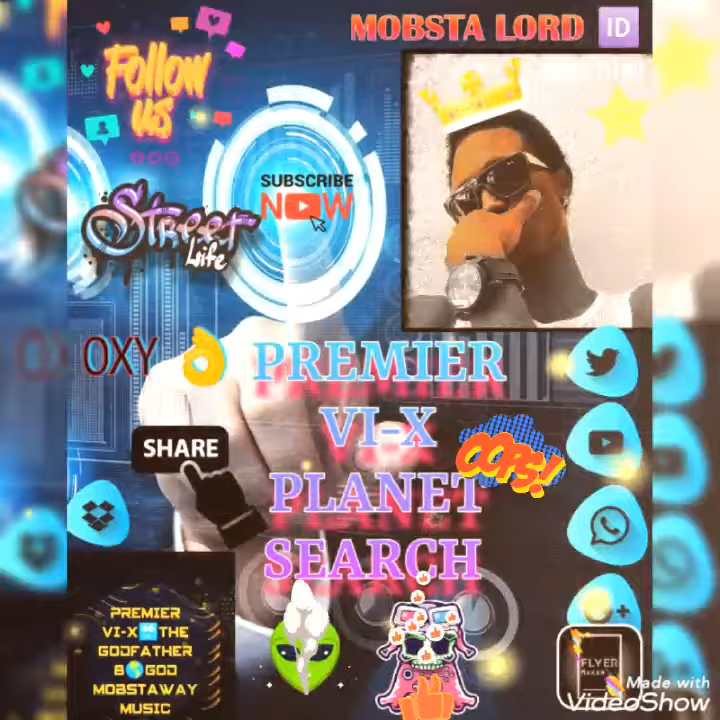 MOBSTA LORD ID
Follow
us
SUBSCRIBE
NOW
Street
Life
OXY
PREMIER
VI-X
PLANET
SEARCH
OOPS!
SHARE
PREMIER
VI-X THE
GODFATHER
B GOD
MOBSTAWAY
MUSIC
FLYER
MAKER
Made with
VideoShow